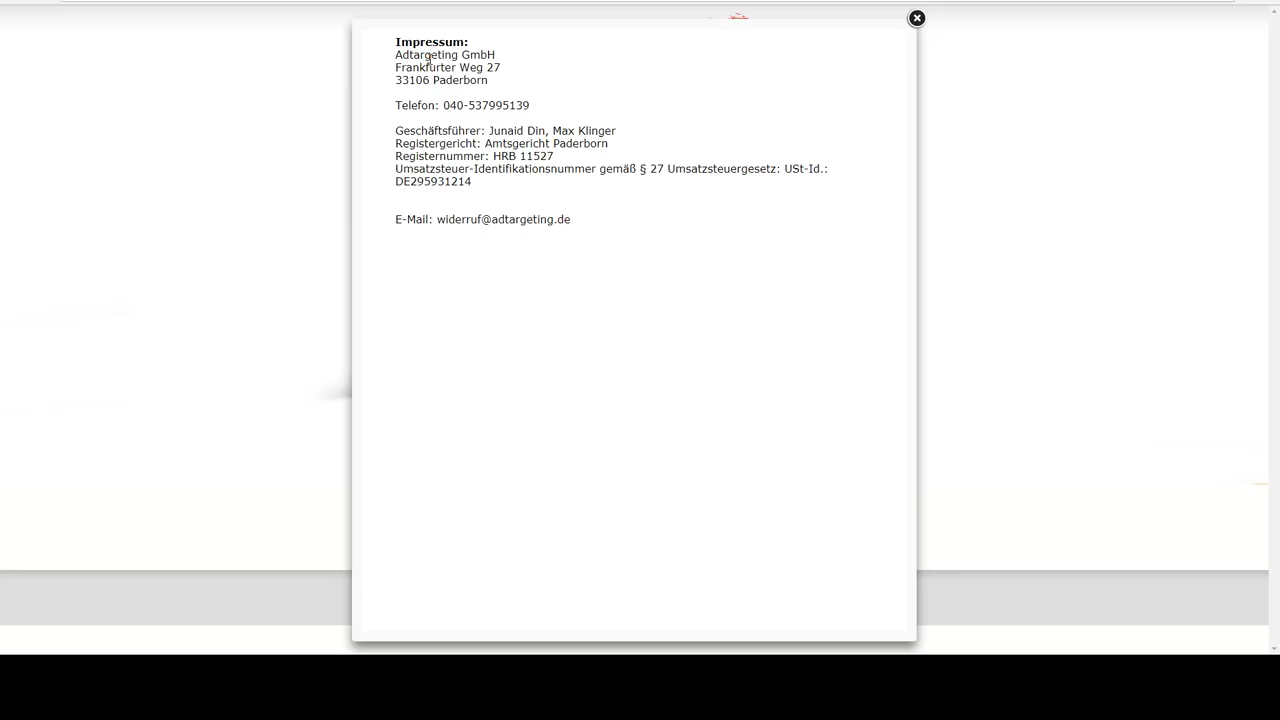 Impressum:
Adtargeting GmbH
Frankfurter Weg 27
33106 Paderborn
Telefon: 040-537995139
Geschäftsführer: Junaid Din, Max Klinger
Registergericht: Amtsgericht Paderborn
Registernummer: HRB 11527
Umsatzsteuer-Identifikationsnummer gemäß § 27 Umsatzsteuergesetz: USt-Id.:
DE295931214
E-Mail: widerruf@adtargeting.de